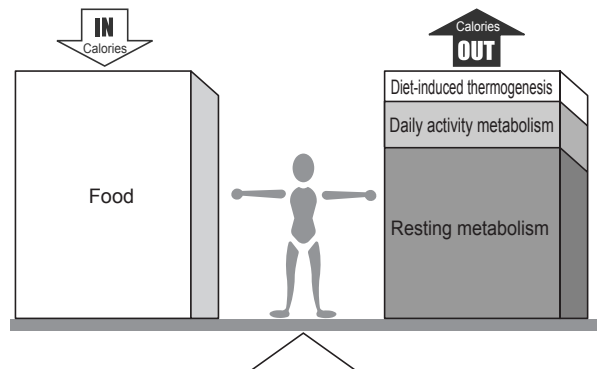 IN
Calories
Calories
OUT
Diet-induced thermogenesis
Daily activity metabolism
Food
Resting metabolism